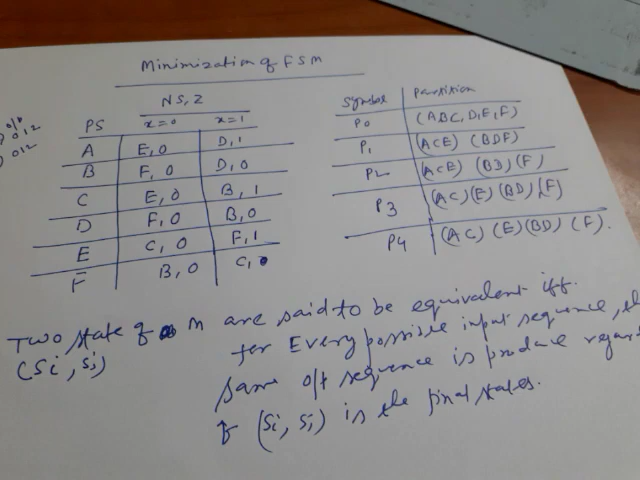 Minimization of FSM
NS, Z
PS x=0 x=1
A E, 0 D, 1
B F, 0 D, 0
C E, 0 B, 1
D F, 0 B, 0
E C, 0 F, 1
F B, 0 C,
Symbol Partition
P0 (ABC, D, E, F)
P1 (ACE) (BDF)
P2 (ACE) (BD) (F)
P3 (AC) (E) (BD) (F)
P4 (AC) (E) (BD) (F).
Two state of M are said to be equivalent iff.
(Si, Sj) for Every possible input sequence, the
same o/t sequence is produce regar
of (Si, Sj) is the final states.